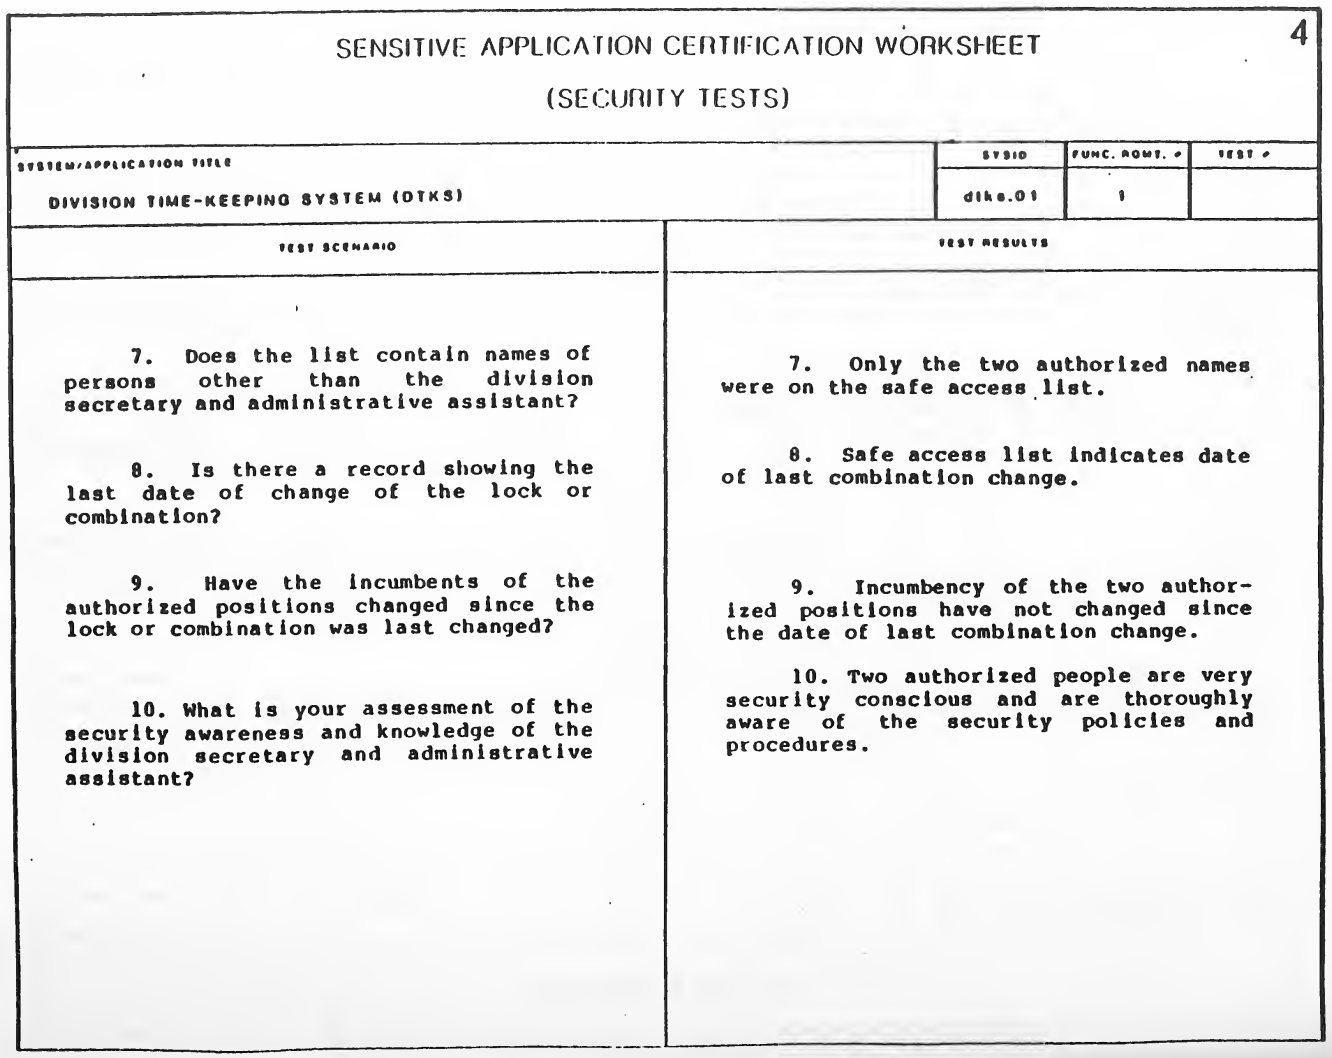 4
SENSITIVE APPLICATION CERTIFICATION WORKSHEET
(SECURITY TESTS)
SYSTEM/APPLICATION TITLE
DIVISION TIME-KEEPING SYSTEM (DTKS)
SYSID
dtks.01
FUNC. RQMT. #
1
TEST #
TEST SCENARIO
7. Does the list contain names of
persons other than the division
secretary and administrative assistant?
8. Is there a record showing the
last date of change of the lock or
combination?
9. Have the incumbents of the
authorized positions changed since the
lock or combination was last changed?
10. What is your assessment of the
security awareness and knowledge of the
division secretary and administrative
assistant?
TEST RESULTS
7. Only the two authorized names
were on the safe access list.
8. Safe access list indicates date
of last combination change.
9. Incumbency of the two author-
ized positions have not changed since
the date of last combination change.
10. Two authorized people are very
security conscious and are thoroughly
aware of the security policies and
procedures.